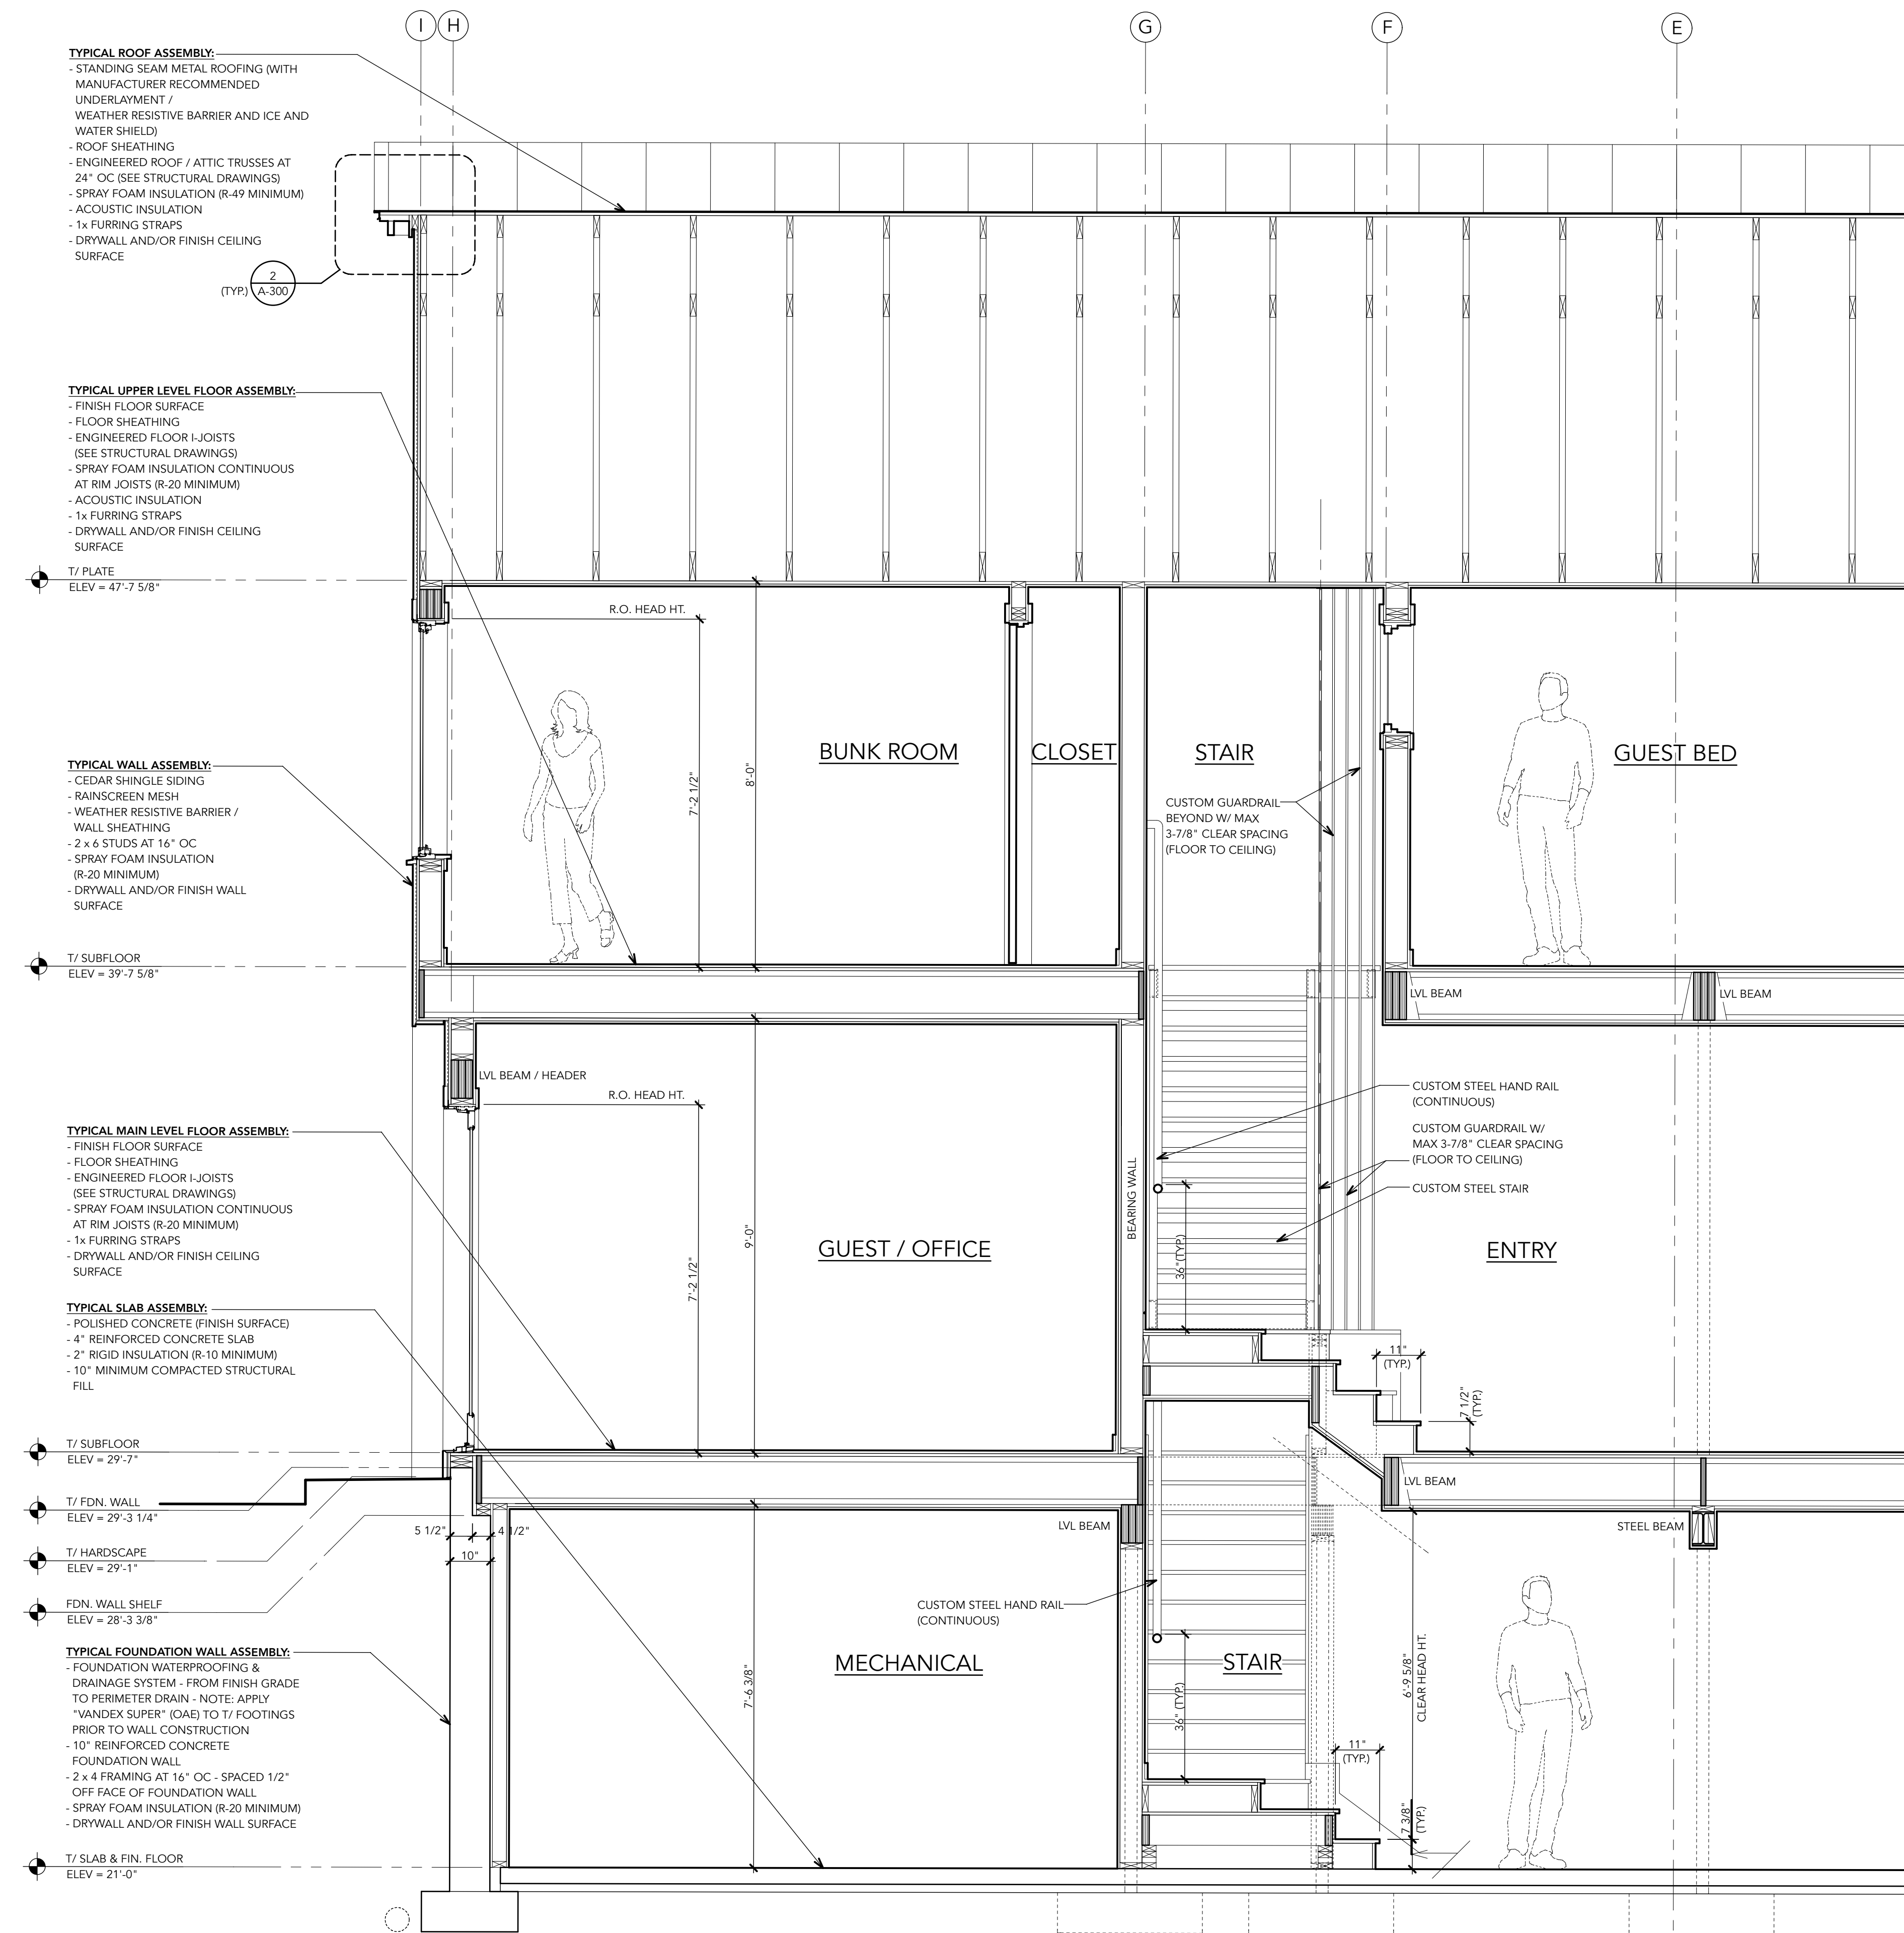 I
H
G
F
E
TYPICAL ROOF ASSEMBLY:
- STANDING SEAM METAL ROOFING (WITH
MANUFACTURER RECOMMENDED
UNDERLAYMENT /
WEATHER RESISTIVE BARRIER AND ICE AND
WATER SHIELD)
- ROOF SHEATHING
- ENGINEERED ROOF / ATTIC TRUSSES AT
24" OC (SEE STRUCTURAL DRAWINGS)
- SPRAY FOAM INSULATION (R-49 MINIMUM)
- ACOUSTIC INSULATION
- 1x FURRING STRAPS
- DRYWALL AND/OR FINISH CEILING
SURFACE
2
(TYP.) A-300
TYPICAL UPPER LEVEL FLOOR ASSEMBLY:
- FINISH FLOOR SURFACE
- FLOOR SHEATHING
- ENGINEERED FLOOR I-JOISTS
(SEE STRUCTURAL DRAWINGS)
- SPRAY FOAM INSULATION CONTINUOUS
AT RIM JOISTS (R-20 MINIMUM)
- ACOUSTIC INSULATION
- 1x FURRING STRAPS
- DRYWALL AND/OR FINISH CEILING
SURFACE
T/ PLATE
ELEV = 47'-7 5/8"
R.O. HEAD HT.
7'-2 1/2"
8'-0"
BUNK ROOM
CLOSET
STAIR
GUEST BED
CUSTOM GUARDRAIL
BEYOND W/ MAX
3-7/8" CLEAR SPACING
(FLOOR TO CEILING)
TYPICAL WALL ASSEMBLY:
- CEDAR SHINGLE SIDING
- RAINSCREEN MESH
- WEATHER RESISTIVE BARRIER /
WALL SHEATHING
- 2 x 6 STUDS AT 16" OC
- SPRAY FOAM INSULATION
(R-20 MINIMUM)
- DRYWALL AND/OR FINISH WALL
SURFACE
T/ SUBFLOOR
ELEV = 39'-7 5/8"
LVL BEAM
LVL BEAM
LVL BEAM / HEADER
R.O. HEAD HT.
7'-2 1/2"
9'-0"
GUEST / OFFICE
BEARING WALL
36" (TYP.)
CUSTOM STEEL HAND RAIL
(CONTINUOUS)
CUSTOM GUARDRAIL W/
MAX 3-7/8" CLEAR SPACING
(FLOOR TO CEILING)
CUSTOM STEEL STAIR
ENTRY
11"
(TYP.)
7 1/2"
(TYP.)
TYPICAL MAIN LEVEL FLOOR ASSEMBLY:
- FINISH FLOOR SURFACE
- FLOOR SHEATHING
- ENGINEERED FLOOR I-JOISTS
(SEE STRUCTURAL DRAWINGS)
- SPRAY FOAM INSULATION CONTINUOUS
AT RIM JOISTS (R-20 MINIMUM)
- 1x FURRING STRAPS
- DRYWALL AND/OR FINISH CEILING
SURFACE
TYPICAL SLAB ASSEMBLY:
- POLISHED CONCRETE (FINISH SURFACE)
- 4" REINFORCED CONCRETE SLAB
- 2" RIGID INSULATION (R-10 MINIMUM)
- 10" MINIMUM COMPACTED STRUCTURAL
FILL
T/ SUBFLOOR
ELEV = 29'-7"
T/ FDN. WALL
ELEV = 29'-3 1/4"
T/ HARDSCAPE
ELEV = 29'-1"
FDN. WALL SHELF
ELEV = 28'-3 3/8"
5 1/2"
4 1/2"
10"
LVL BEAM
LVL BEAM
STEEL BEAM
CUSTOM STEEL HAND RAIL
(CONTINUOUS)
MECHANICAL
7'-6 3/8"
STAIR
36" (TYP.)
6'-9 5/8"
CLEAR HEAD HT.
11"
(TYP.)
7 3/8"
(TYP.)
TYPICAL FOUNDATION WALL ASSEMBLY:
- FOUNDATION WATERPROOFING &
DRAINAGE SYSTEM - FROM FINISH GRADE
TO PERIMETER DRAIN - NOTE: APPLY
"VANDEX SUPER" (OAE) TO T/ FOOTINGS
PRIOR TO WALL CONSTRUCTION
- 10" REINFORCED CONCRETE
FOUNDATION WALL
- 2 x 4 FRAMING AT 16" OC - SPACED 1/2"
OFF FACE OF FOUNDATION WALL
- SPRAY FOAM INSULATION (R-20 MINIMUM)
- DRYWALL AND/OR FINISH WALL SURFACE
T/ SLAB & FIN. FLOOR
ELEV = 21'-0"